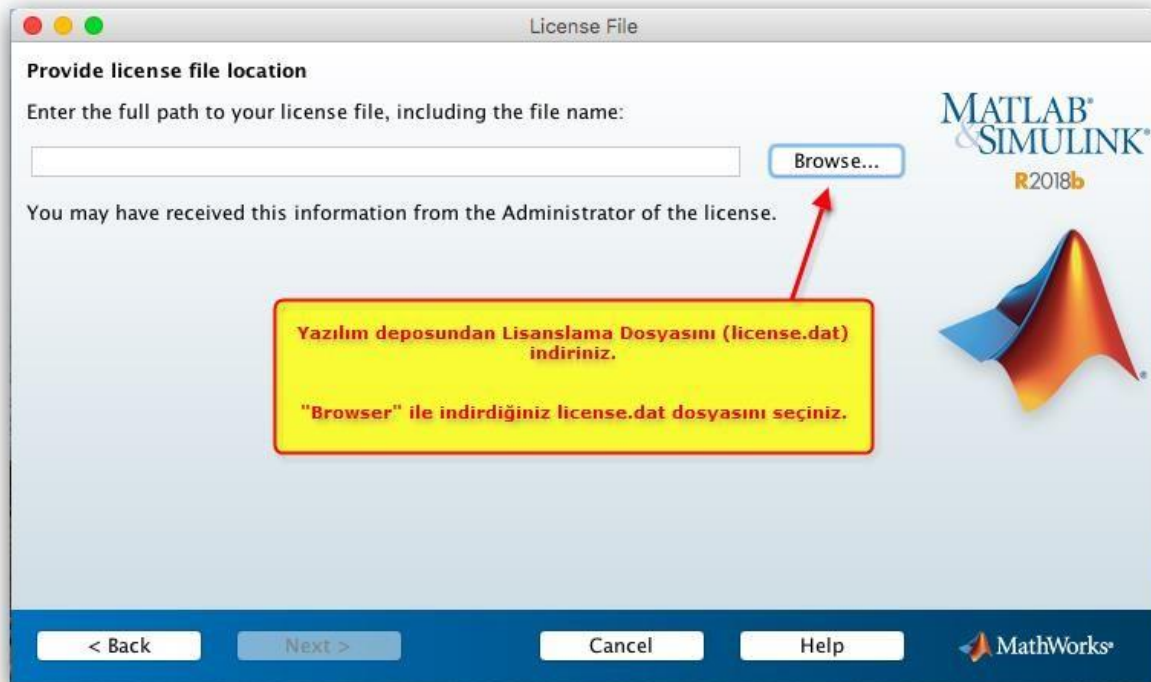 License File
Provide license file location
Enter the full path to your license file, including the file name:
Browse...
You may have received this information from the Administrator of the license.
MATLAB®
&SIMULINK®
R2018b
Yazılım deposundan Lisanslama Dosyasını (license.dat)
indiriniz.
"Browser" ile indirdiğiniz license.dat dosyasını seçiniz.
< Back
Next >
Cancel
Help
MathWorks®